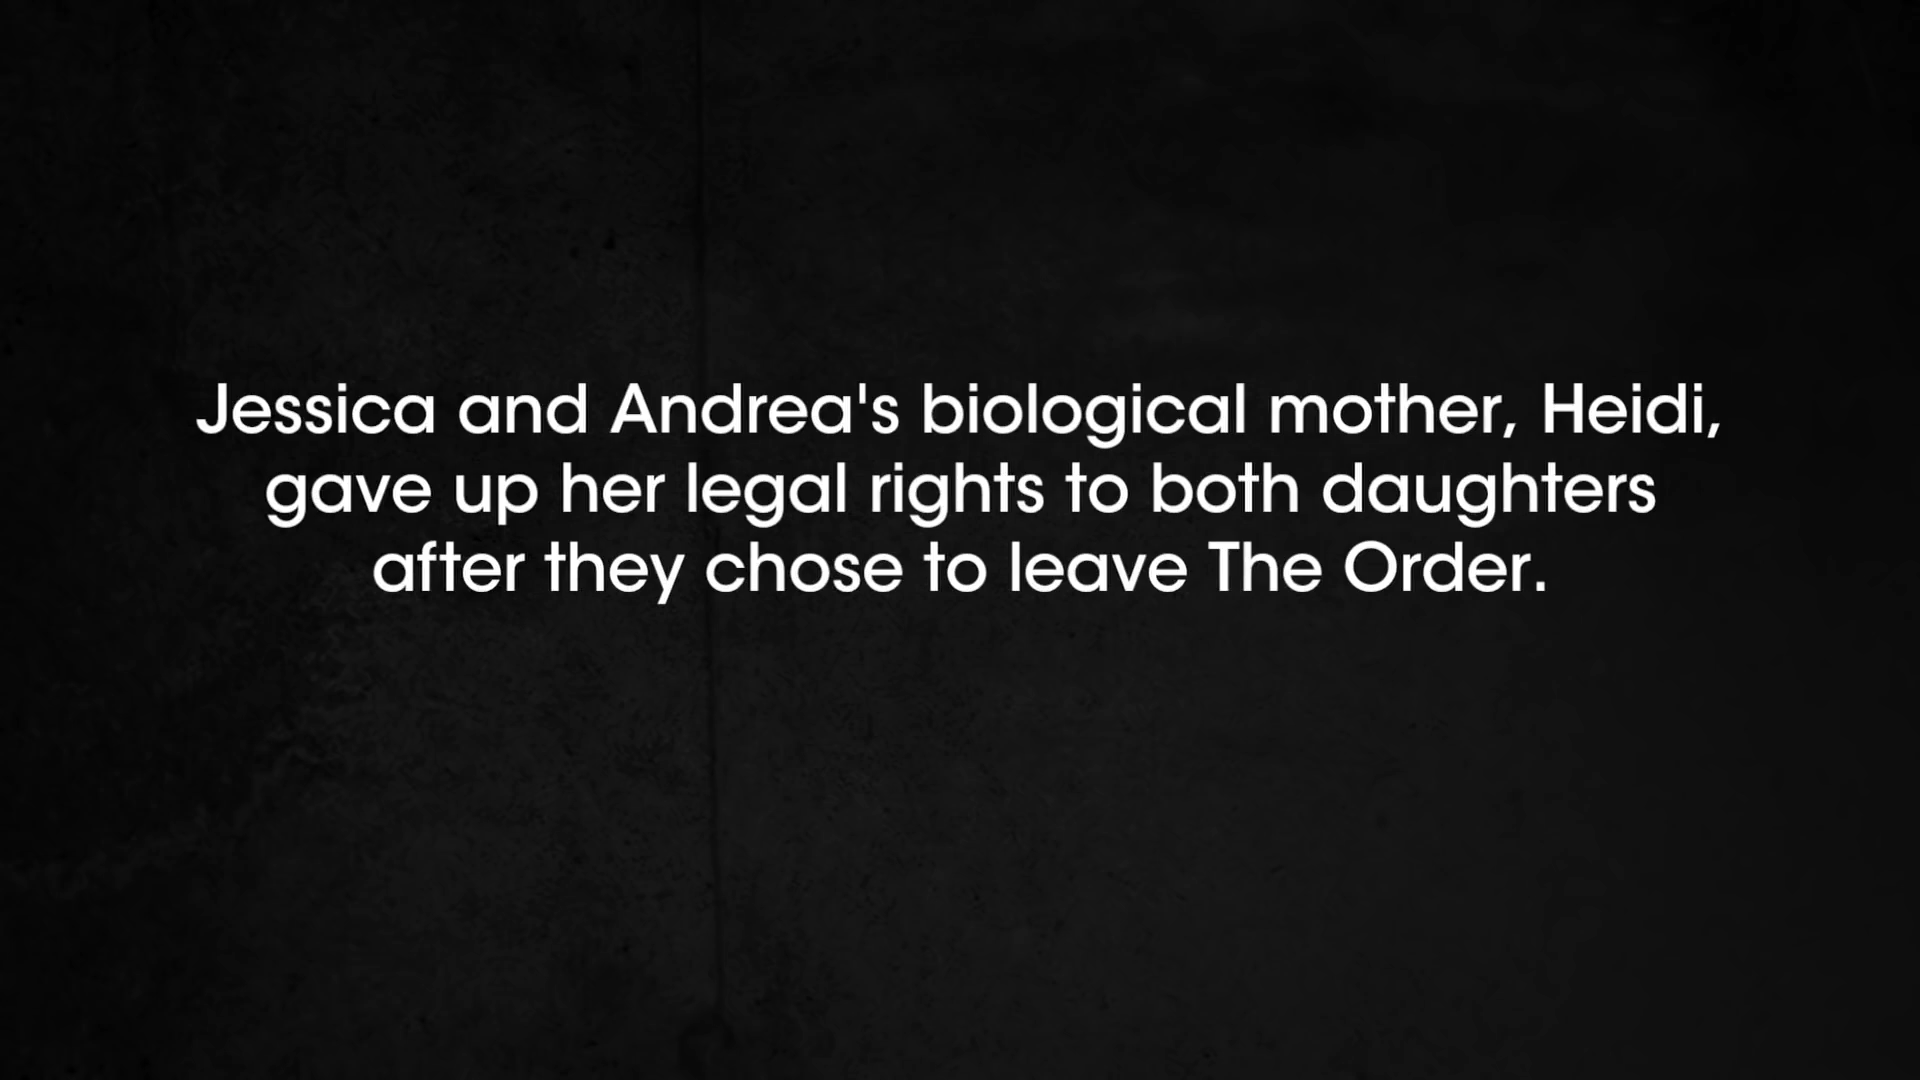 Jessica and Andrea's biological mother, Heidi,
gave up her legal rights to both daughters
after they chose to leave The Order.